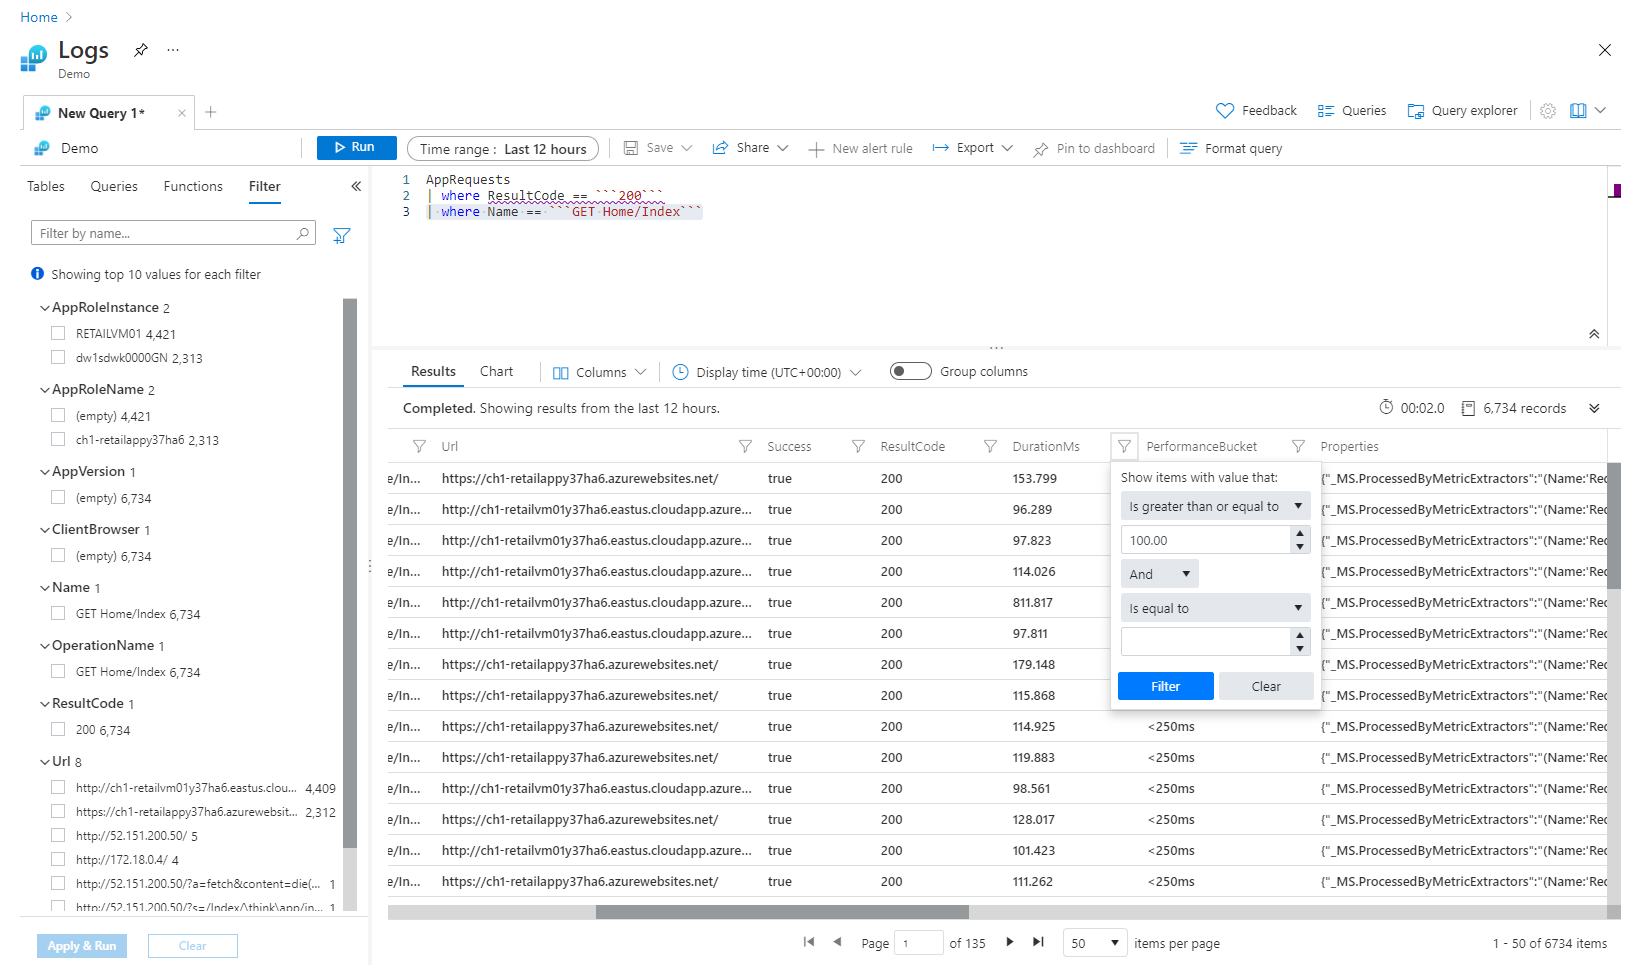 Home
Logs
Demo
New Query 1*
Feedback
Queries
Query explorer
Demo
Run
Time range : Last 12 hours
Save
Share
New alert rule
Export
Pin to dashboard
Format query
Tables
Queries
Functions
Filter
Filter by name...
Showing top 10 values for each filter
AppRoleInstance 2
RETAILVM01 4,421
dw1sdwk0000GN 2,313
AppRoleName 2
(empty) 4,421
ch1-retailappy37ha6 2,313
AppVersion 1
(empty) 6,734
ClientBrowser 1
(empty) 6,734
Name 1
GET Home/Index 6,734
OperationName 1
GET Home/Index 6,734
ResultCode 1
200 6,734
Url 8
http://ch1-retailvm01y37ha6.eastus.clou... 4,409
https://ch1-retailappy37ha6.azurewebsit... 2,312
http://52.151.200.50/ 5
http://172.18.0.4/ 4
http://52.151.200.50/?a=fetch&content=die(... 1
http://52.151.200.50/?s=/Index/\think\app/in... 1
Apply & Run
Clear
1 AppRequests
2 | where ResultCode == ```200```
3 | where Name == ```GET Home/Index```
Results
Chart
Columns
Display time (UTC+00:00)
Group columns
Completed. Showing results from the last 12 hours.
00:02.0
6,734 records
Url Success ResultCode DurationMs PerformanceBucket Properties
e/In... https://ch1-retailappy37ha6.azurewebsites.net/ true 200 153.799 {"_MS.ProcessedByMetricExtractors":"(Name:'Rec
e/In... http://ch1-retailvm01y37ha6.eastus.cloudapp.azure... true 200 96.289 {"_MS.ProcessedByMetricExtractors":"(Name:'Rec
e/In... http://ch1-retailvm01y37ha6.eastus.cloudapp.azure... true 200 97.823 {"_MS.ProcessedByMetricExtractors":"(Name:'Rec
e/In... http://ch1-retailvm01y37ha6.eastus.cloudapp.azure... true 200 114.026 {"_MS.ProcessedByMetricExtractors":"(Name:'Rec
e/In... http://ch1-retailvm01y37ha6.eastus.cloudapp.azure... true 200 811.817 {"_MS.ProcessedByMetricExtractors":"(Name:'Rec
e/In... http://ch1-retailvm01y37ha6.eastus.cloudapp.azure... true 200 97.811 {"_MS.ProcessedByMetricExtractors":"(Name:'Rec
e/In... https://ch1-retailappy37ha6.azurewebsites.net/ true 200 179.148 {"_MS.ProcessedByMetricExtractors":"(Name:'Rec
e/In... https://ch1-retailappy37ha6.azurewebsites.net/ true 200 115.868 {"_MS.ProcessedByMetricExtractors":"(Name:'Rec
e/In... http://ch1-retailvm01y37ha6.eastus.cloudapp.azure... true 200 114.925 <250ms {"_MS.ProcessedByMetricExtractors":"(Name:'Rec
e/In... https://ch1-retailappy37ha6.azurewebsites.net/ true 200 119.883 <250ms {"_MS.ProcessedByMetricExtractors":"(Name:'Rec
e/In... http://ch1-retailvm01y37ha6.eastus.cloudapp.azure... true 200 98.561 <250ms {"_MS.ProcessedByMetricExtractors":"(Name:'Rec
e/In... https://ch1-retailappy37ha6.azurewebsites.net/ true 200 128.017 <250ms {"_MS.ProcessedByMetricExtractors":"(Name:'Rec
e/In... http://ch1-retailvm01y37ha6.eastus.cloudapp.azure... true 200 101.423 <250ms {"_MS.ProcessedByMetricExtractors":"(Name:'Rec
e/In... https://ch1-retailappy37ha6.azurewebsites.net/ true 200 111.262 <250ms {"_MS.ProcessedByMetricExtractors":"(Name:'Rec
Show items with value that:
Is greater than or equal to
100.00
And
Is equal to
Filter
Clear
Page 1 of 135
50 items per page
1 - 50 of 6734 items